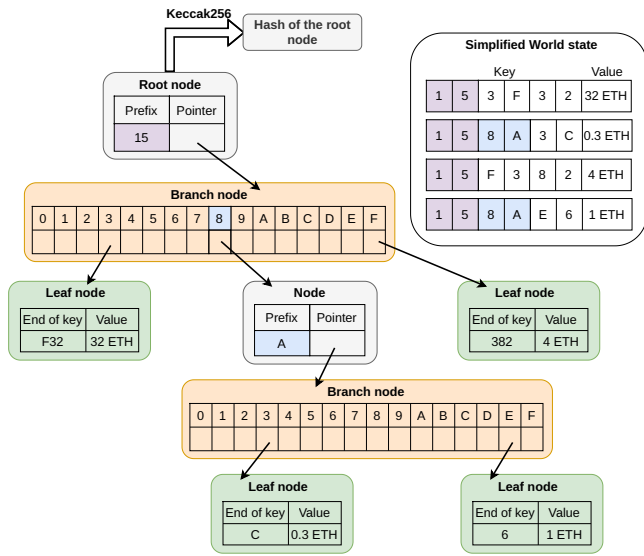 Keccak256
Hash of the root
node
Simplified World state
Key Value
1 5 3 F 3 2 32 ETH
1 5 8 A 3 C 0.3 ETH
1 5 F 3 8 2 4 ETH
1 5 8 A E 6 1 ETH
Root node
Prefix Pointer
15
Branch node
0 1 2 3 4 5 6 7 8 9 A B C D E F
Leaf node
End of key Value
F32 32 ETH
Node
Prefix Pointer
A
Leaf node
End of key Value
382 4 ETH
Branch node
0 1 2 3 4 5 6 7 8 9 A B C D E F
Leaf node
End of key Value
C 0.3 ETH
Leaf node
End of key Value
6 1 ETH